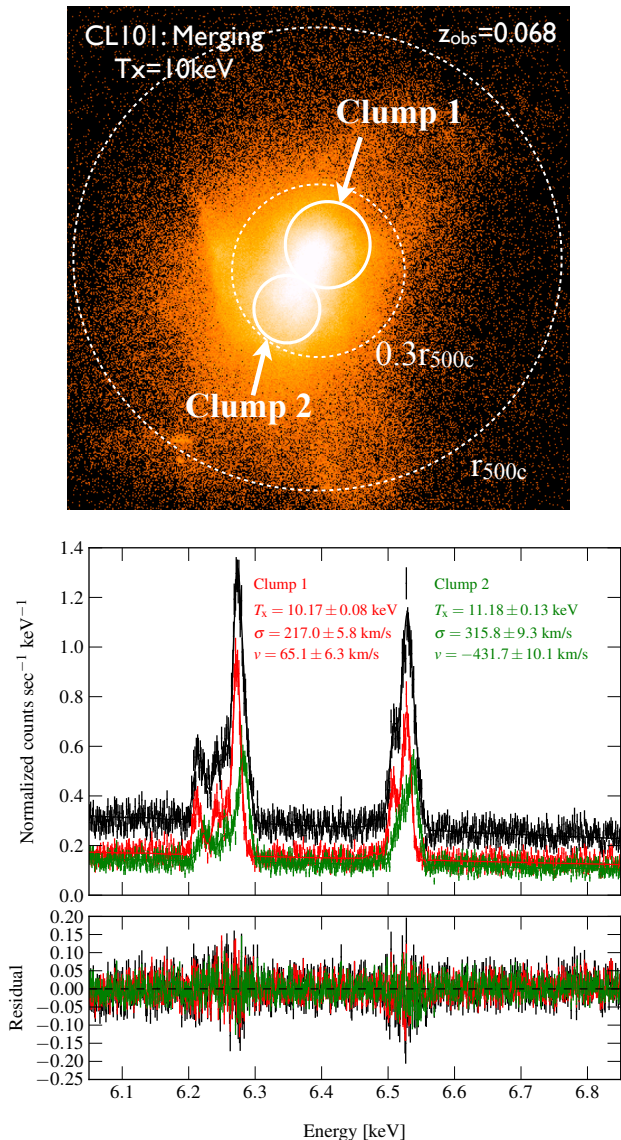 CL101: Merging
Tx=10keV
z_obs=0.068
Clump 1
0.3r_500c
Clump 2
r_500c
1.4
1.2
1.0
0.8
0.6
0.4
0.2
0.0
Normalized counts sec⁻¹ keV⁻¹
Clump 1
T_x = 10.17 ± 0.08 keV
σ = 217.0 ± 5.8 km/s
v = 65.1 ± 6.3 km/s
Clump 2
T_x = 11.18 ± 0.13 keV
σ = 315.8 ± 9.3 km/s
v = −431.7 ± 10.1 km/s
0.20
0.15
0.10
0.05
0.00
−0.05
−0.10
−0.15
−0.20
−0.25
Residual
6.1 6.2 6.3 6.4 6.5 6.6 6.7 6.8
Energy [keV]